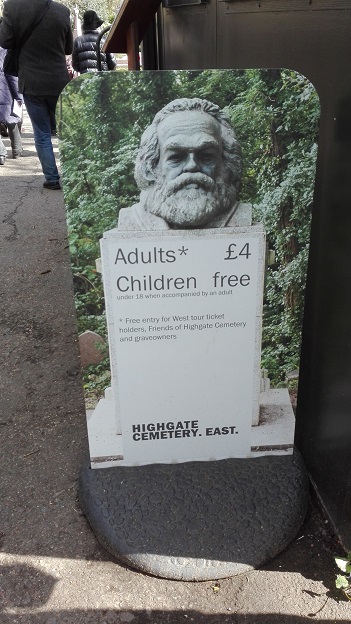 Adults* £4
Children free
under 18 when accompanied by an adult
* Free entry for West tour ticket
holders, Friends of Highgate Cemetery
and graveowners
HIGHGATE
CEMETERY. EAST.